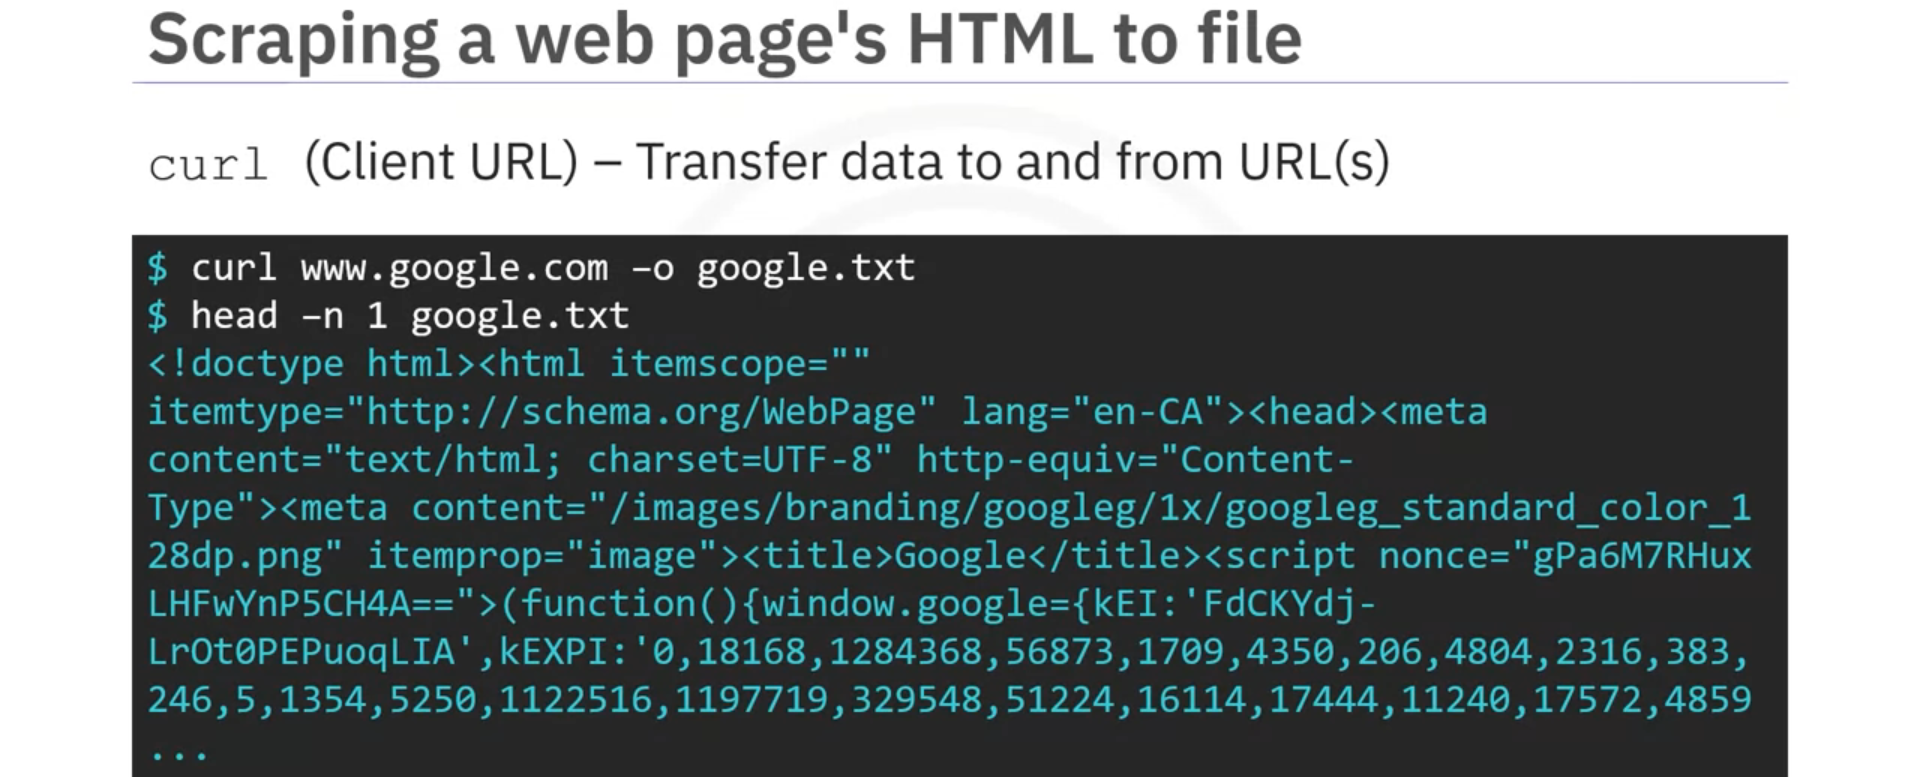 Scraping a web page's HTML to file
curl (Client URL) – Transfer data to and from URL(s)
$ curl www.google.com –o google.txt
$ head –n 1 google.txt
<!doctype html><html itemscope=""
itemtype="http://schema.org/WebPage" lang="en-CA"><head><meta
content="text/html; charset=UTF-8" http-equiv="Content-
Type"><meta content="/images/branding/googleg/1x/googleg_standard_color_1
28dp.png" itemprop="image"><title>Google</title><script nonce="gPa6M7RHux
LHFwYnP5CH4A==">(function(){window.google={kEI:'FdCKYdj-
LrOt0PEPuoqLIA',kEXPI:'0,18168,1284368,56873,1709,4350,206,4804,2316,383,
246,5,1354,5250,1122516,1197719,329548,51224,16114,17444,11240,17572,4859
...